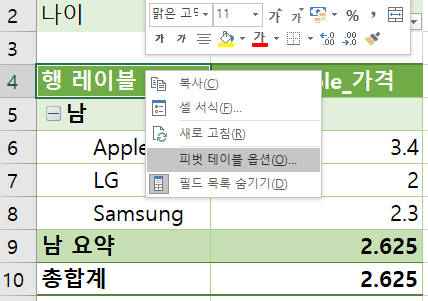 2 나이
맑은 고 11 가 가 % ,
3 가 가
4 행 레이블 ple_가격
복사(C)
5 남
셀 서식(F)...
새로 고침(R)
6 Apple 3.4
피벗 테이블 옵션(O)...
7 LG 2
필드 목록 숨기기(D)
8 Samsung 2.3
9 남 요약 2.625
10 총합계 2.625